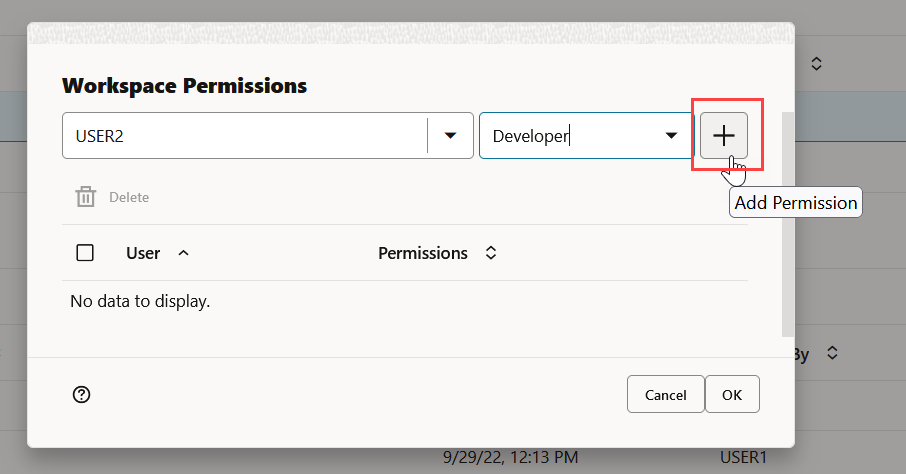 Workspace Permissions
USER2
Developer
Add Permission
Delete
User
Permissions
No data to display.
By
Cancel
OK
9/29/22, 12:13 PM
USER1